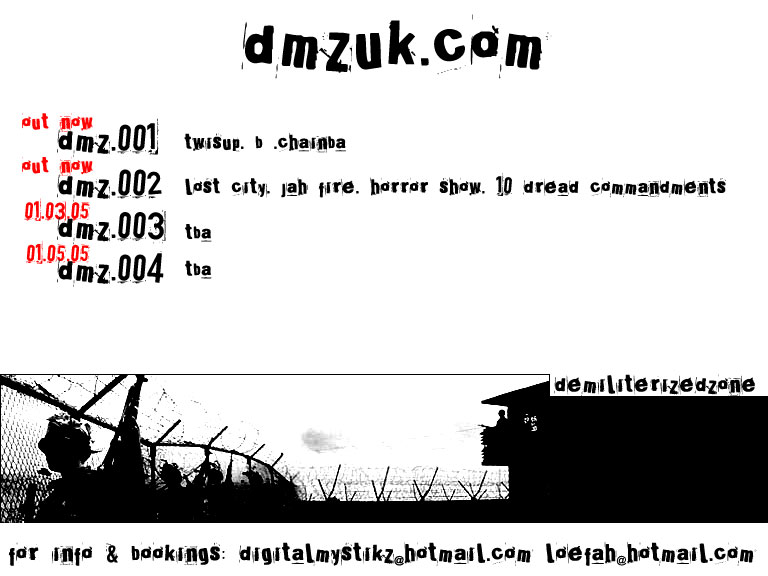 dmzuk.com
out now
dmz.001 twisup. b .chainba
out now
dmz.002 lost city. jah fire. horror show. 10 dread commandments
01.03.05
dmz.003 tba
01.05.05
dmz.004 tba
demiliterizedzone
for info & bookings: digitalmystikz@hotmail.com loefah@hotmail.com